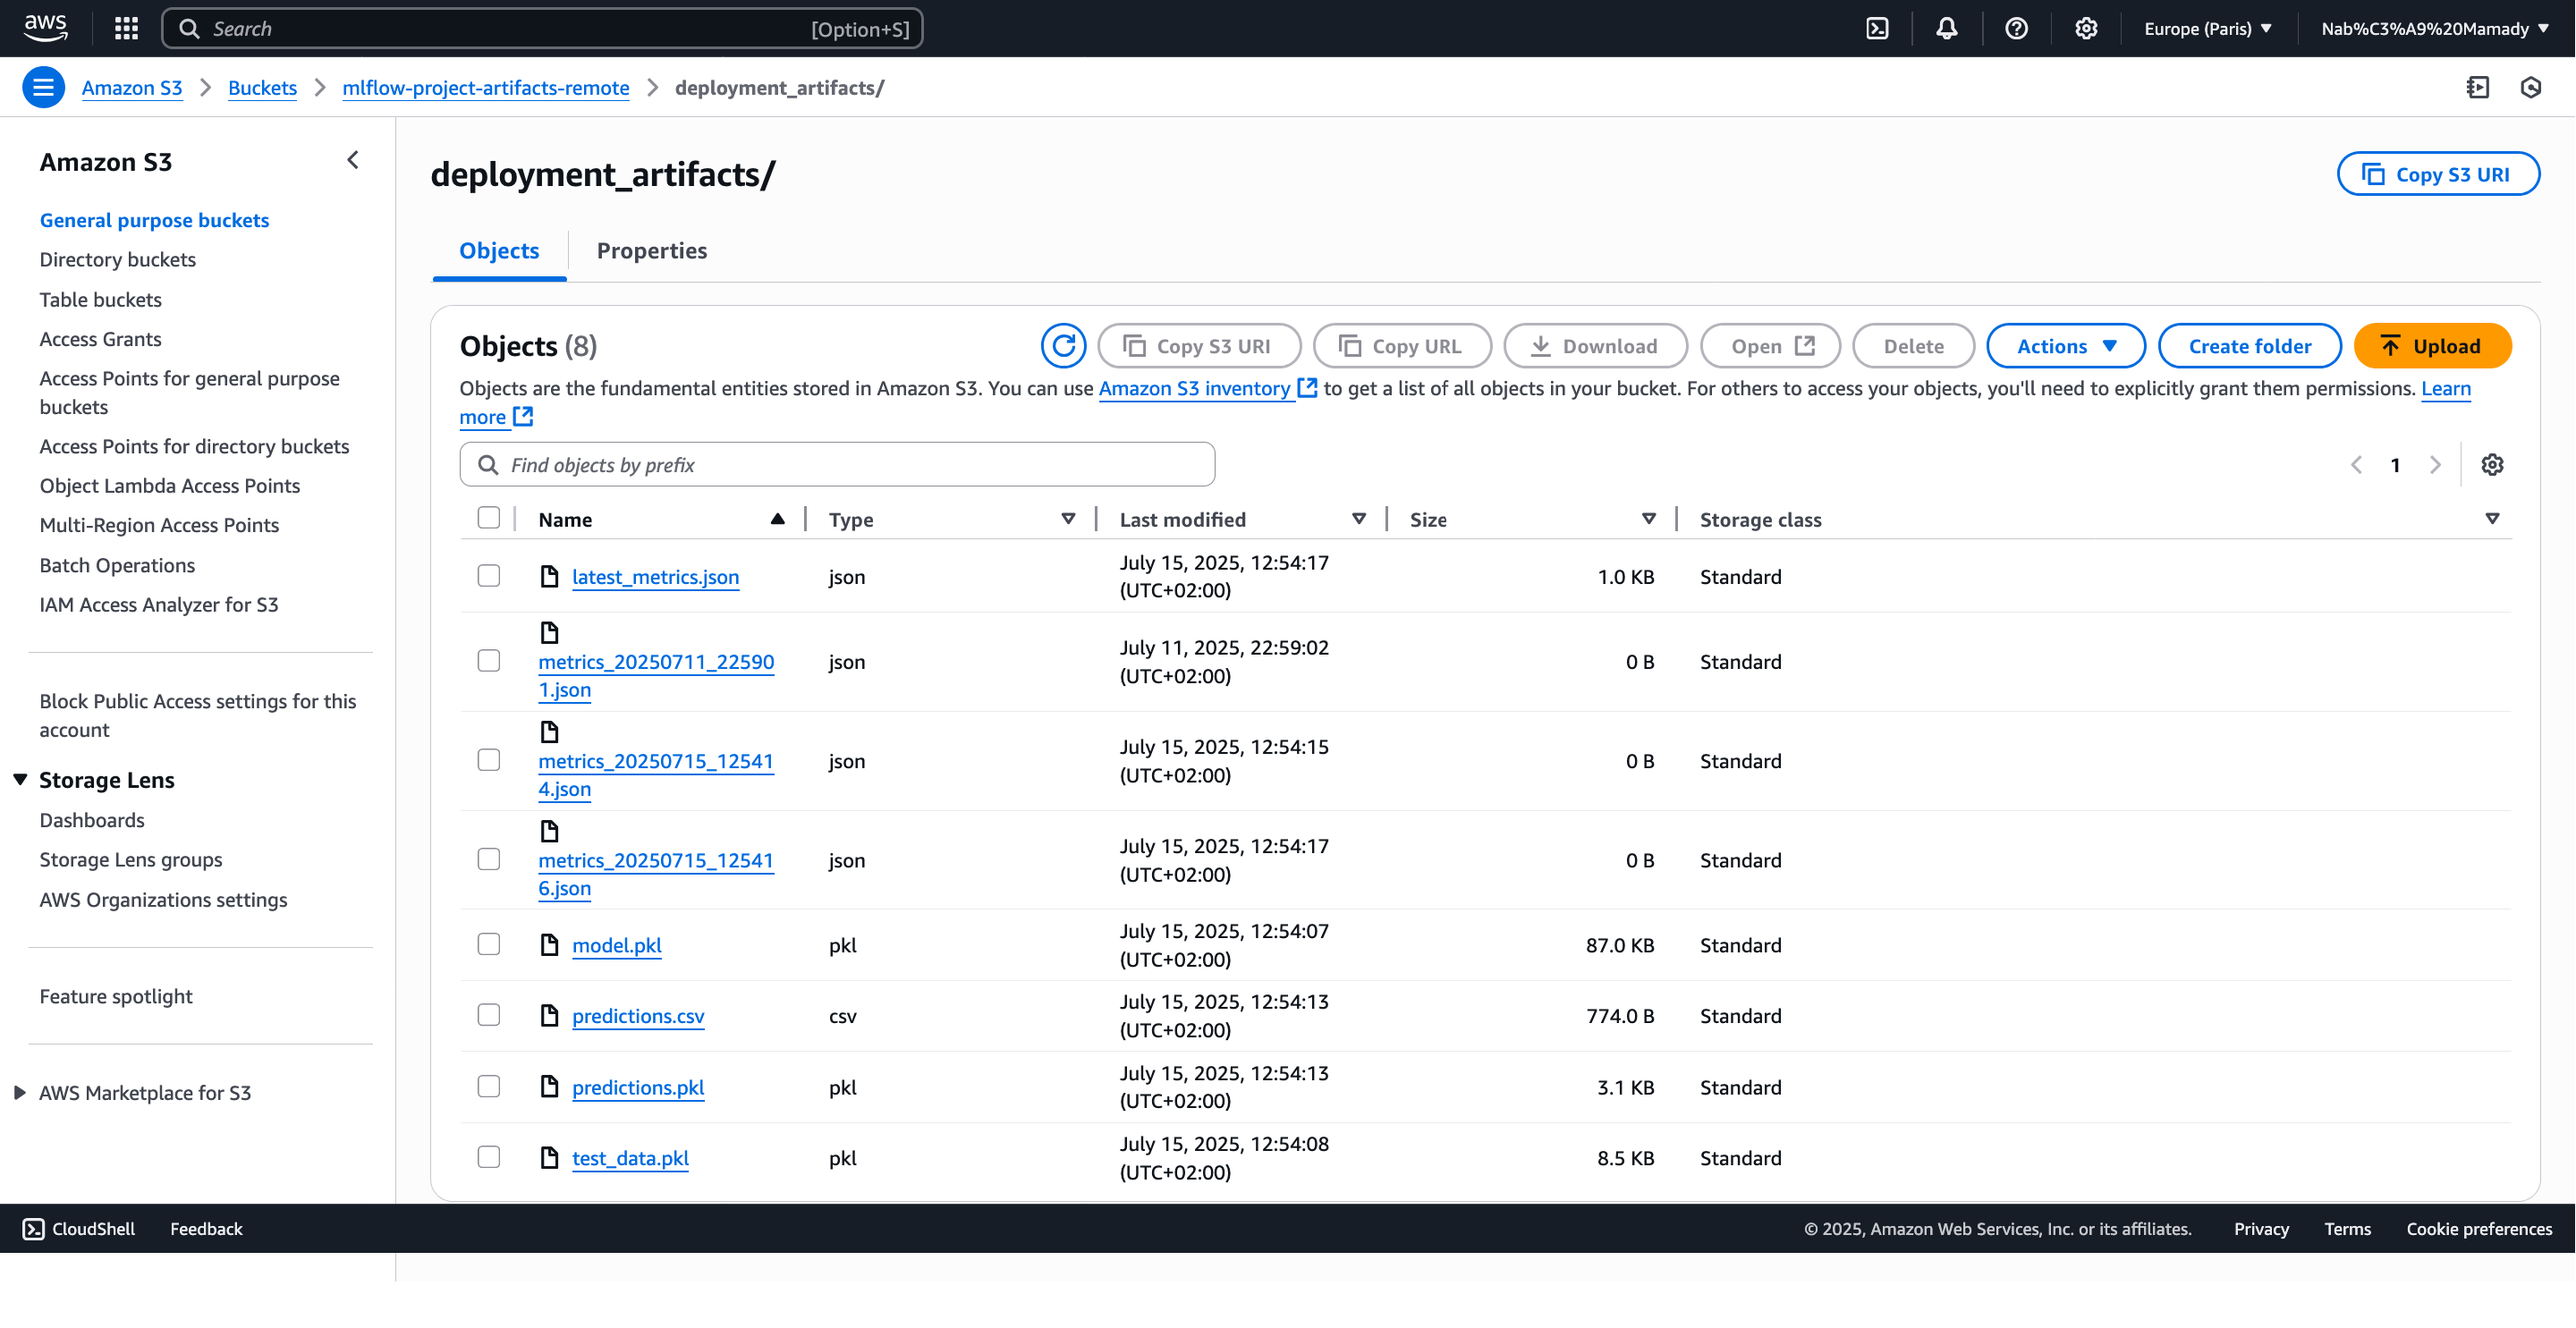 aws
Search [Option+S]
Europe (Paris)
Nab%C3%A9%20Mamady
Amazon S3
Buckets
mlflow-project-artifacts-remote
deployment_artifacts/
Amazon S3
General purpose buckets
Directory buckets
Table buckets
Access Grants
Access Points for general purpose
buckets
Access Points for directory buckets
Object Lambda Access Points
Multi-Region Access Points
Batch Operations
IAM Access Analyzer for S3
Block Public Access settings for this
account
Storage Lens
Dashboards
Storage Lens groups
AWS Organizations settings
Feature spotlight
AWS Marketplace for S3
deployment_artifacts/
Copy S3 URI
Objects
Properties
Objects (8)
Copy S3 URI
Copy URL
Download
Open
Delete
Actions
Create folder
Upload
Objects are the fundamental entities stored in Amazon S3. You can use Amazon S3 inventory to get a list of all objects in your bucket. For others to access your objects, you'll need to explicitly grant them permissions. Learn
more
Find objects by prefix
1
Name Type Last modified Size Storage class
latest_metrics.json json July 15, 2025, 12:54:17 1.0 KB Standard
(UTC+02:00)
metrics_20250711_22590 json July 11, 2025, 22:59:02 0 B Standard
1.json (UTC+02:00)
metrics_20250715_12541 json July 15, 2025, 12:54:15 0 B Standard
4.json (UTC+02:00)
metrics_20250715_12541 json July 15, 2025, 12:54:17 0 B Standard
6.json (UTC+02:00)
model.pkl pkl July 15, 2025, 12:54:07 87.0 KB Standard
(UTC+02:00)
predictions.csv csv July 15, 2025, 12:54:13 774.0 B Standard
(UTC+02:00)
predictions.pkl pkl July 15, 2025, 12:54:13 3.1 KB Standard
(UTC+02:00)
test_data.pkl pkl July 15, 2025, 12:54:08 8.5 KB Standard
(UTC+02:00)
CloudShell
Feedback
© 2025, Amazon Web Services, Inc. or its affiliates.
Privacy
Terms
Cookie preferences